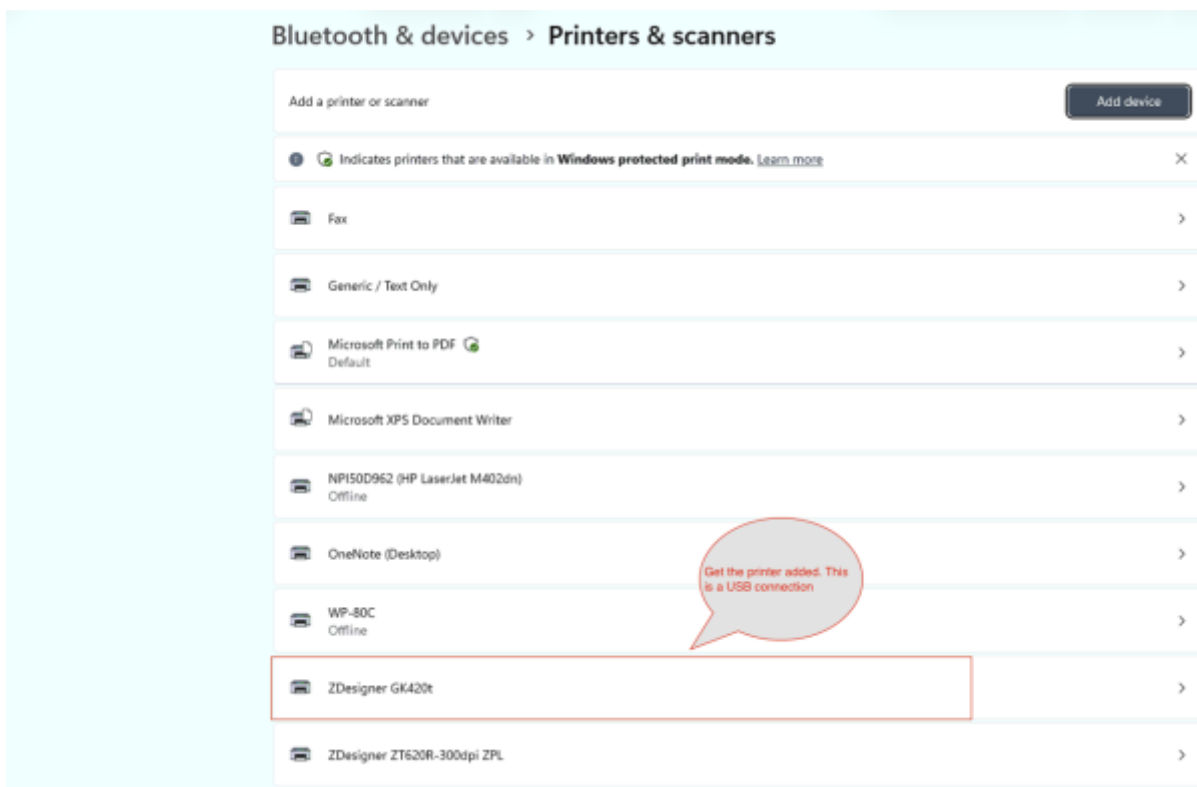 Bluetooth & devices > Printers & scanners
Add a printer or scanner
Add device
Indicates printers that are available in Windows protected print mode. Learn more
Fax
Generic / Text Only
Microsoft Print to PDF
Default
Microsoft XPS Document Writer
NPI50D962 (HP LaserJet M402dn)
Offline
OneNote (Desktop)
Get the printer added. This
is a USB connection
WP-80C
Offline
ZDesigner GK420t
ZDesigner ZT620R-300dpi ZPL